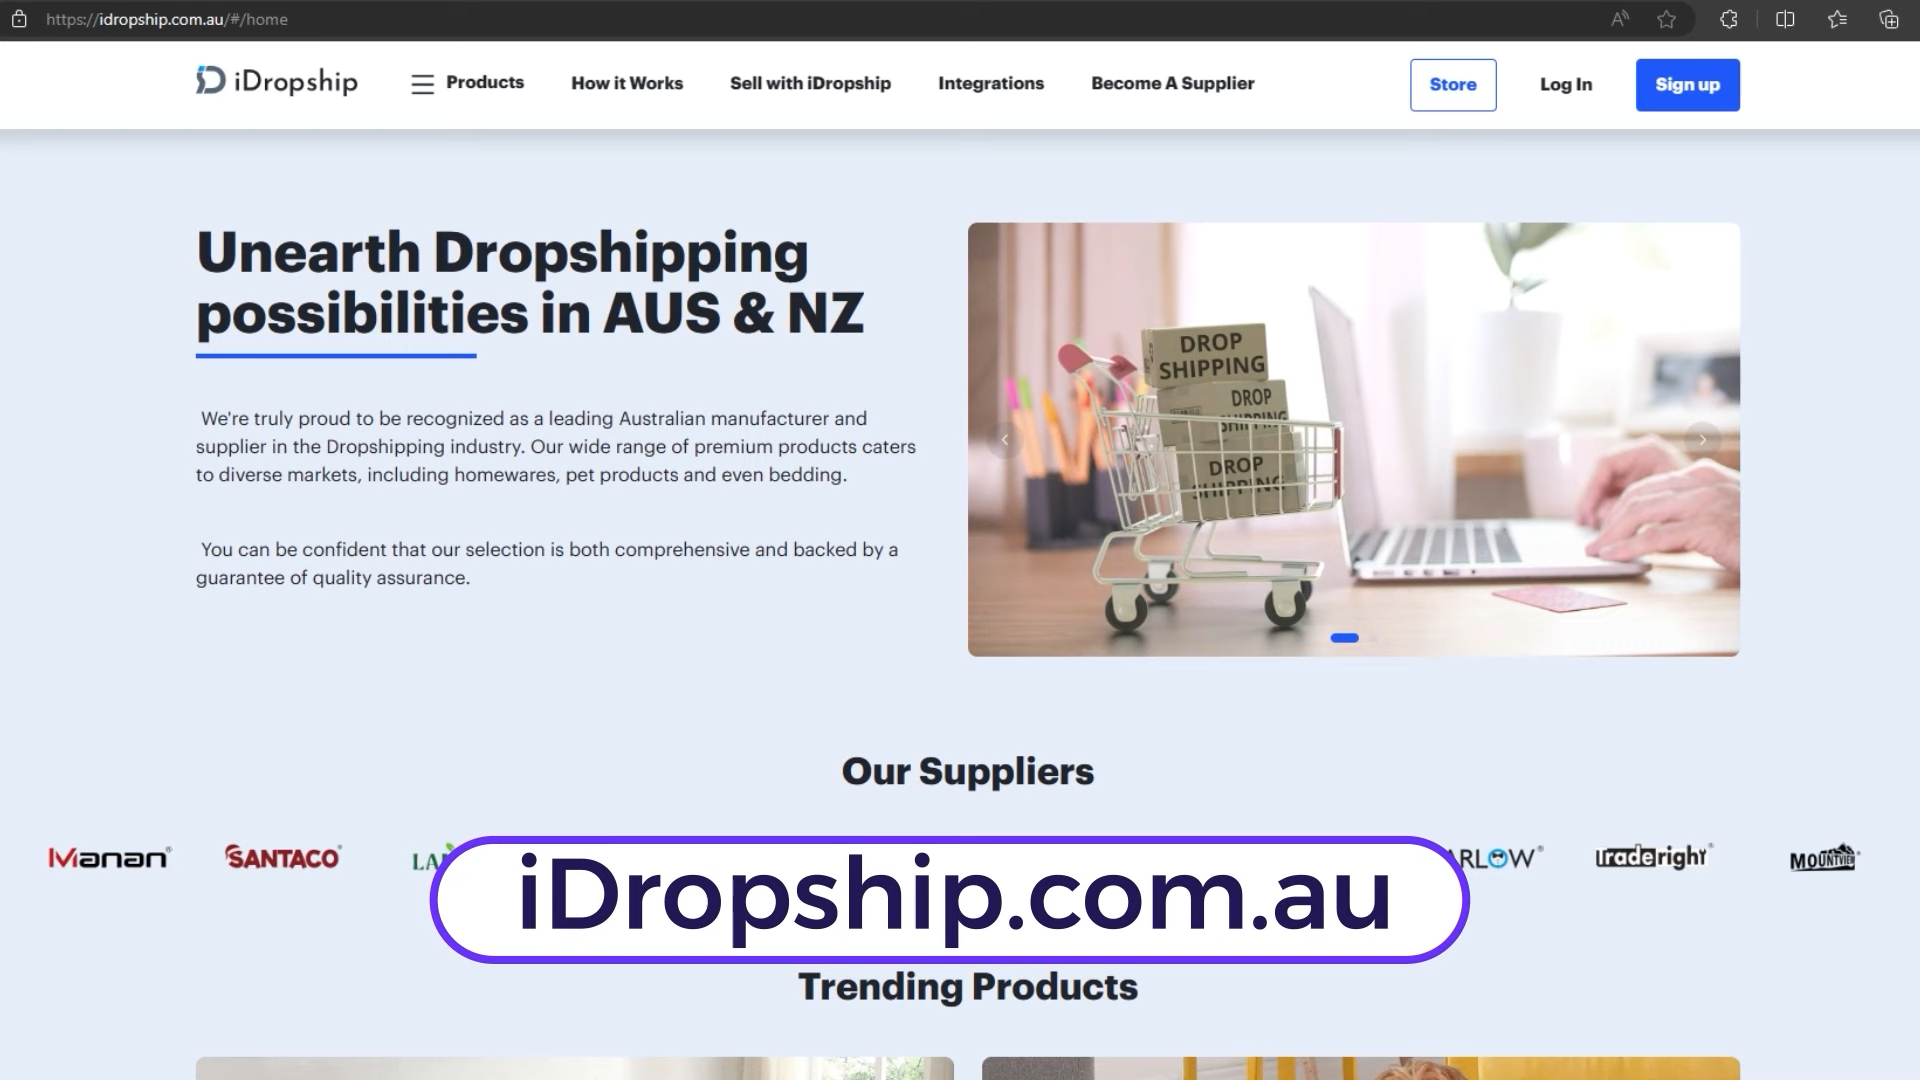 https://idropship.com.au/#/home
iDropship
Products
How it Works
Sell with iDropship
Integrations
Become A Supplier
Store
Log In
Sign up
Unearth Dropshipping
possibilities in AUS & NZ
We're truly proud to be recognized as a leading Australian manufacturer and
supplier in the Dropshipping industry. Our wide range of premium products caters
to diverse markets, including homewares, pet products and even bedding.
You can be confident that our selection is both comprehensive and backed by a
guarantee of quality assurance.
DROP
SHIPPING
DROP
SHIPPING
DROP
SHIPPING
Our Suppliers
Manan®
SANTACO®
ARLOW®
traderight®
MOUNTVIEW®
iDropship.com.au
Trending Products